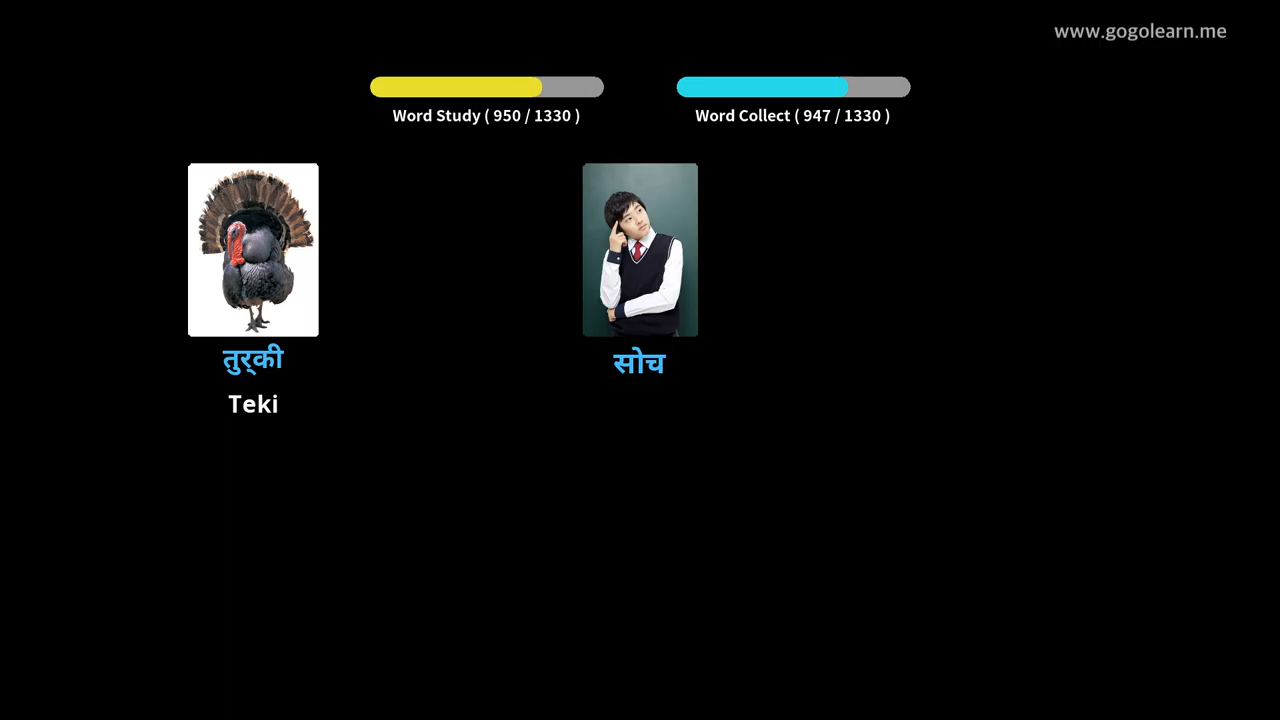 www.gogolearn.me
Word Study ( 950 / 1330 )
Word Collect ( 947 / 1330 )
तुर्की
सोच
Teki